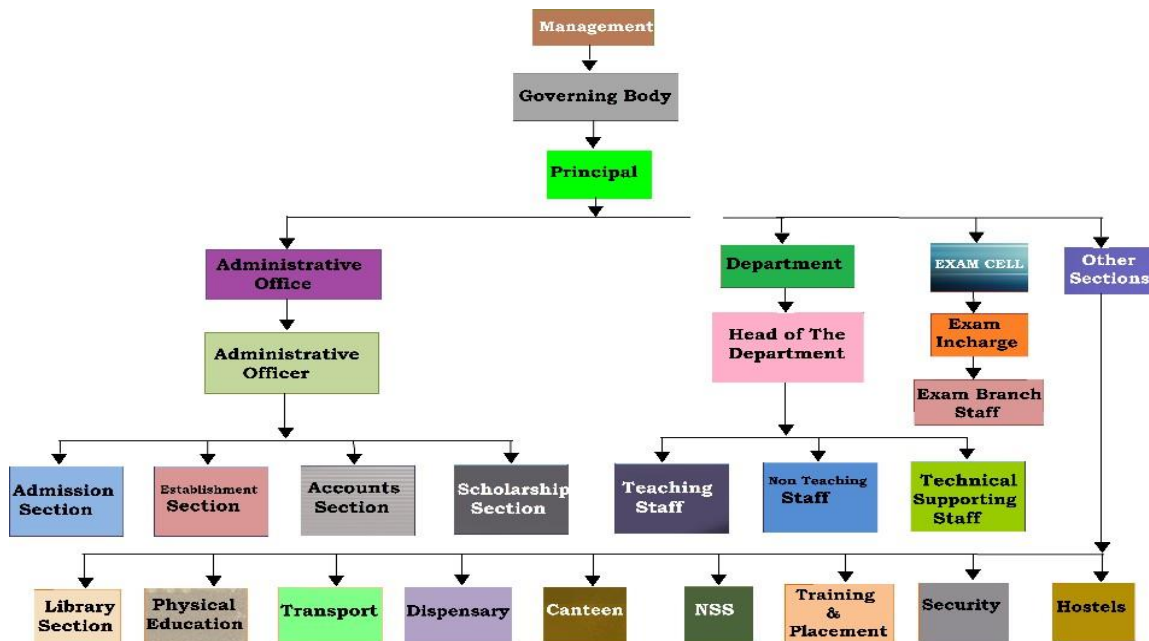 Management
Governing Body
Principal
Administrative
Office
Department
EXAM CELL
Other
Sections
Administrative
Officer
Head of The
Department
Exam
Incharge
Exam Branch
Staff
Admission
Section
Establishment
Section
Accounts
Section
Scholarship
Section
Teaching
Staff
Non Teaching
Staff
Technical
Supporting
Staff
Library
Section
Physical
Education
Transport
Dispensary
Canteen
NSS
Training
&
Placement
Security
Hostels